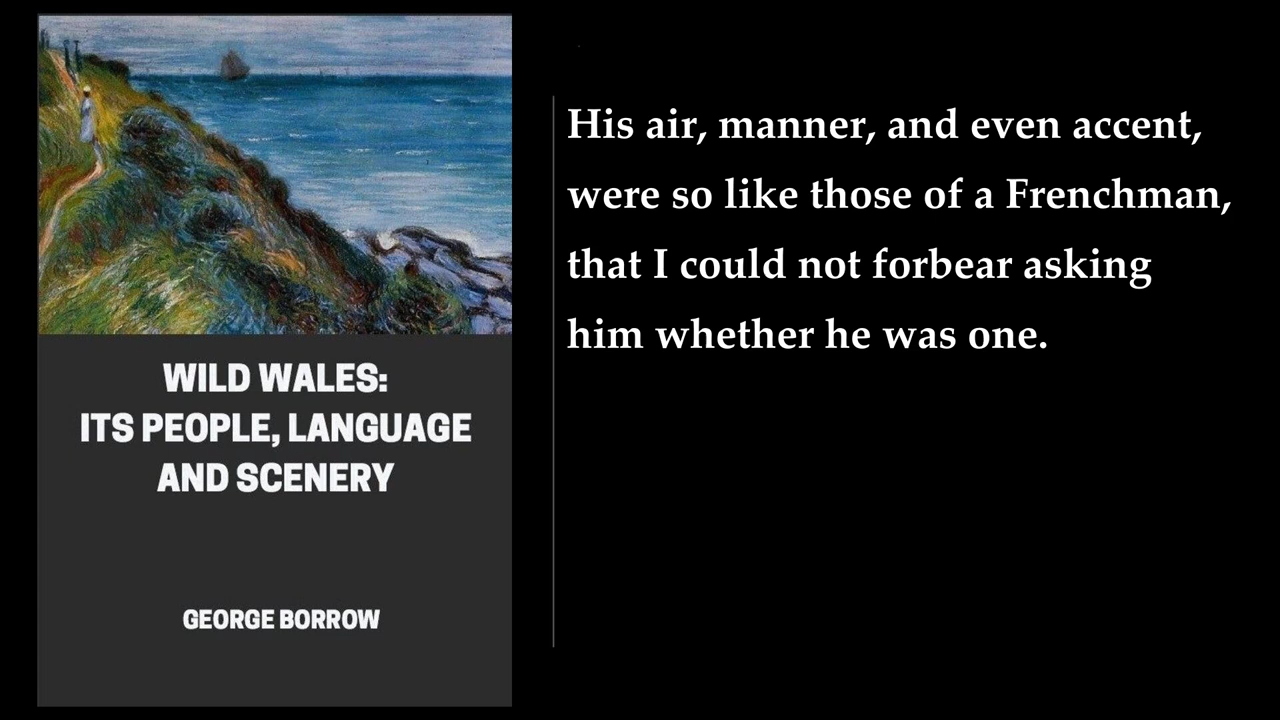 WILD WALES:
ITS PEOPLE, LANGUAGE
AND SCENERY
GEORGE BORROW
His air, manner, and even accent,
were so like those of a Frenchman,
that I could not forbear asking
him whether he was one.